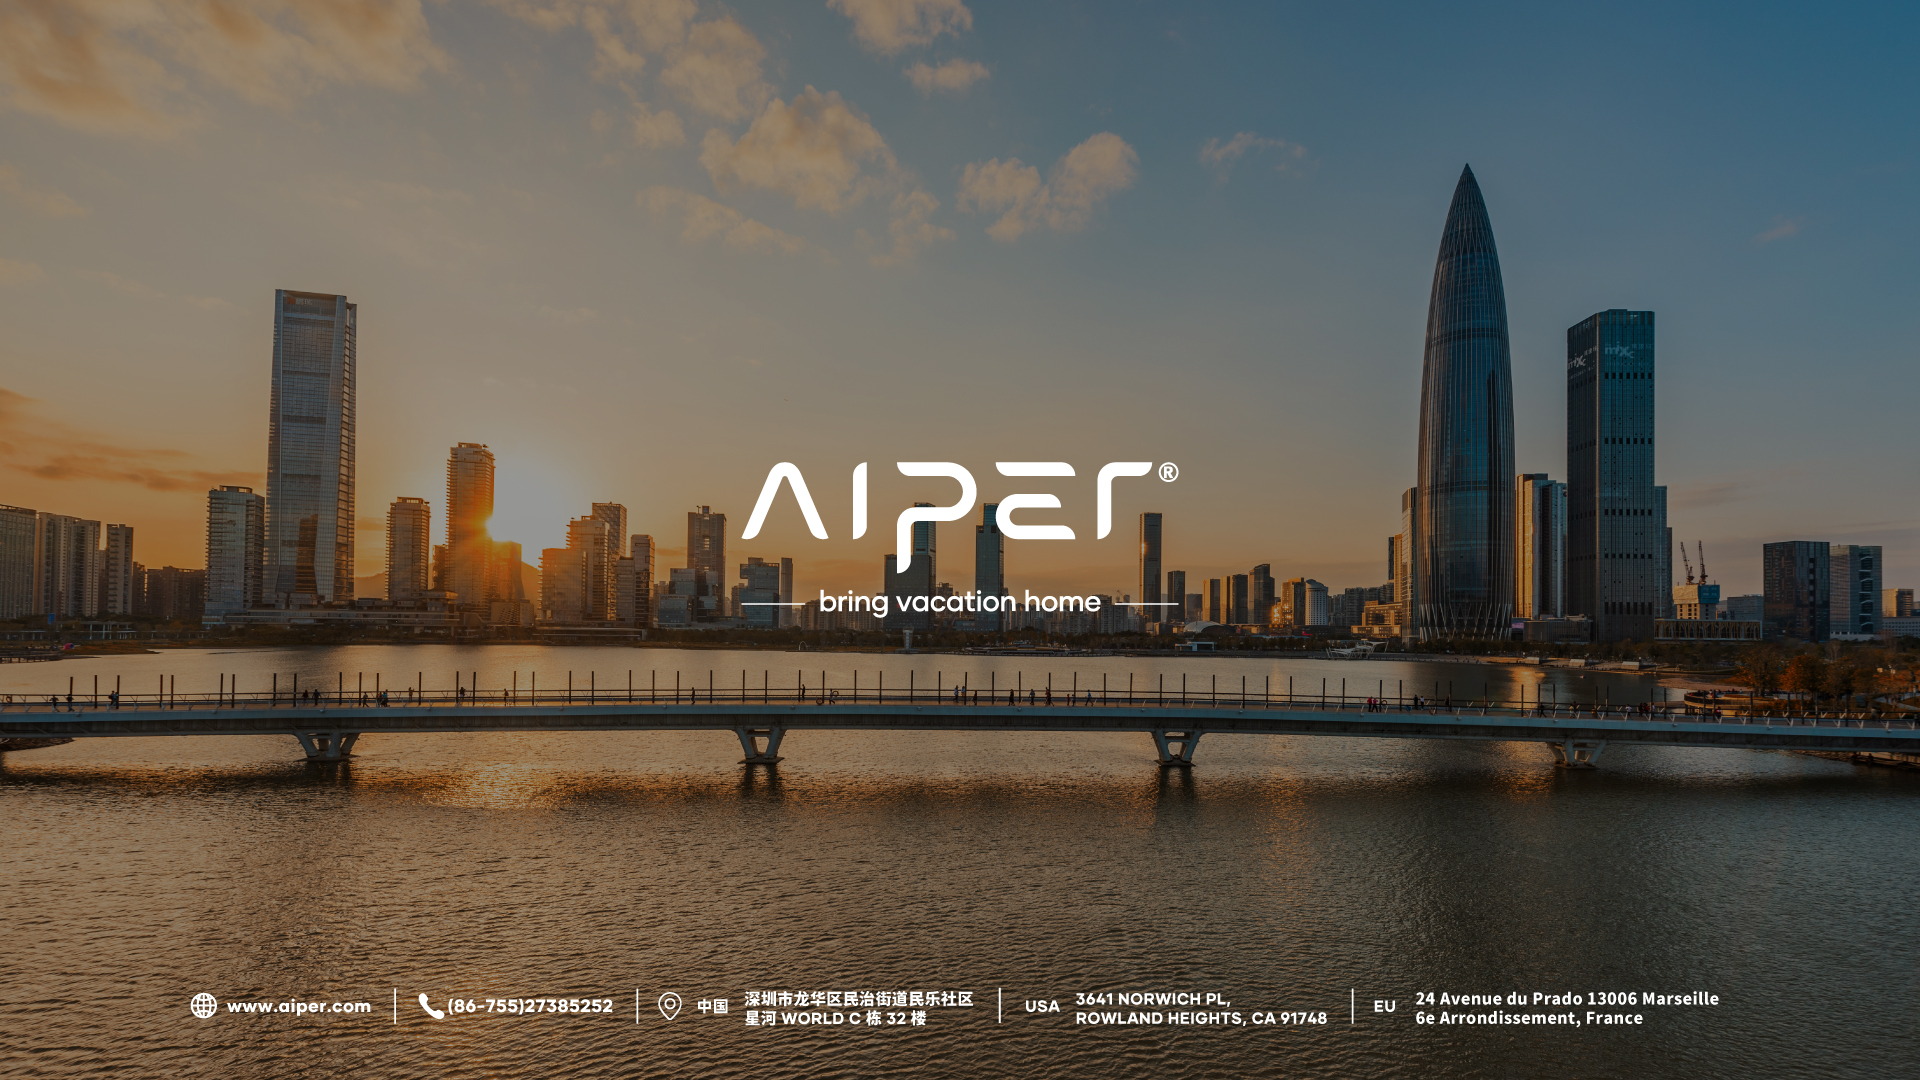 mixc
mixc
AIPER®
bring vacation home
www.aiper.com
(86-755)27385252
中国
深圳市龙华区民治街道民乐社区
星河 WORLD C 栋 32 楼
USA
3641 NORWICH PL,
ROWLAND HEIGHTS, CA 91748
EU
24 Avenue du Prado 13006 Marseille
6e Arrondissement, France